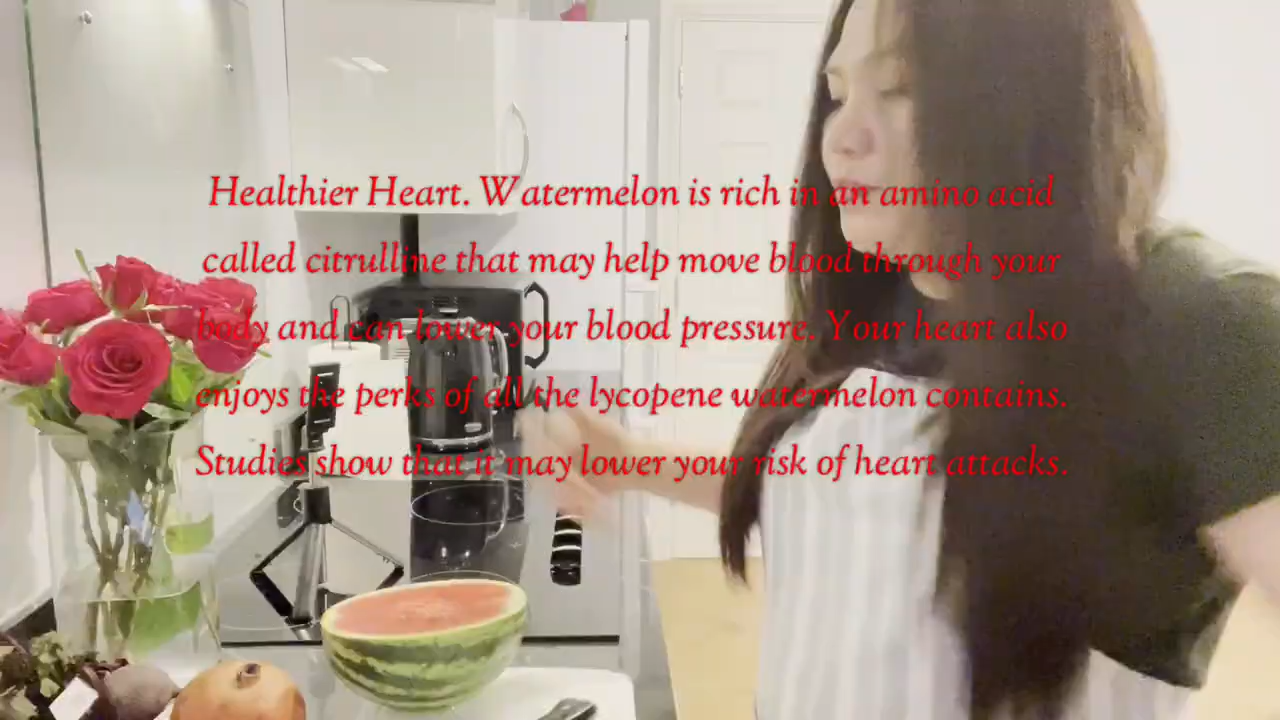 Healthier Heart. Watermelon is rich in an amino acid
called citrulline that may help move blood through your
body and can lower your blood pressure. Your heart also
enjoys the perks of all the lycopene watermelon contains.
Studies show that it may lower your risk of heart attacks.